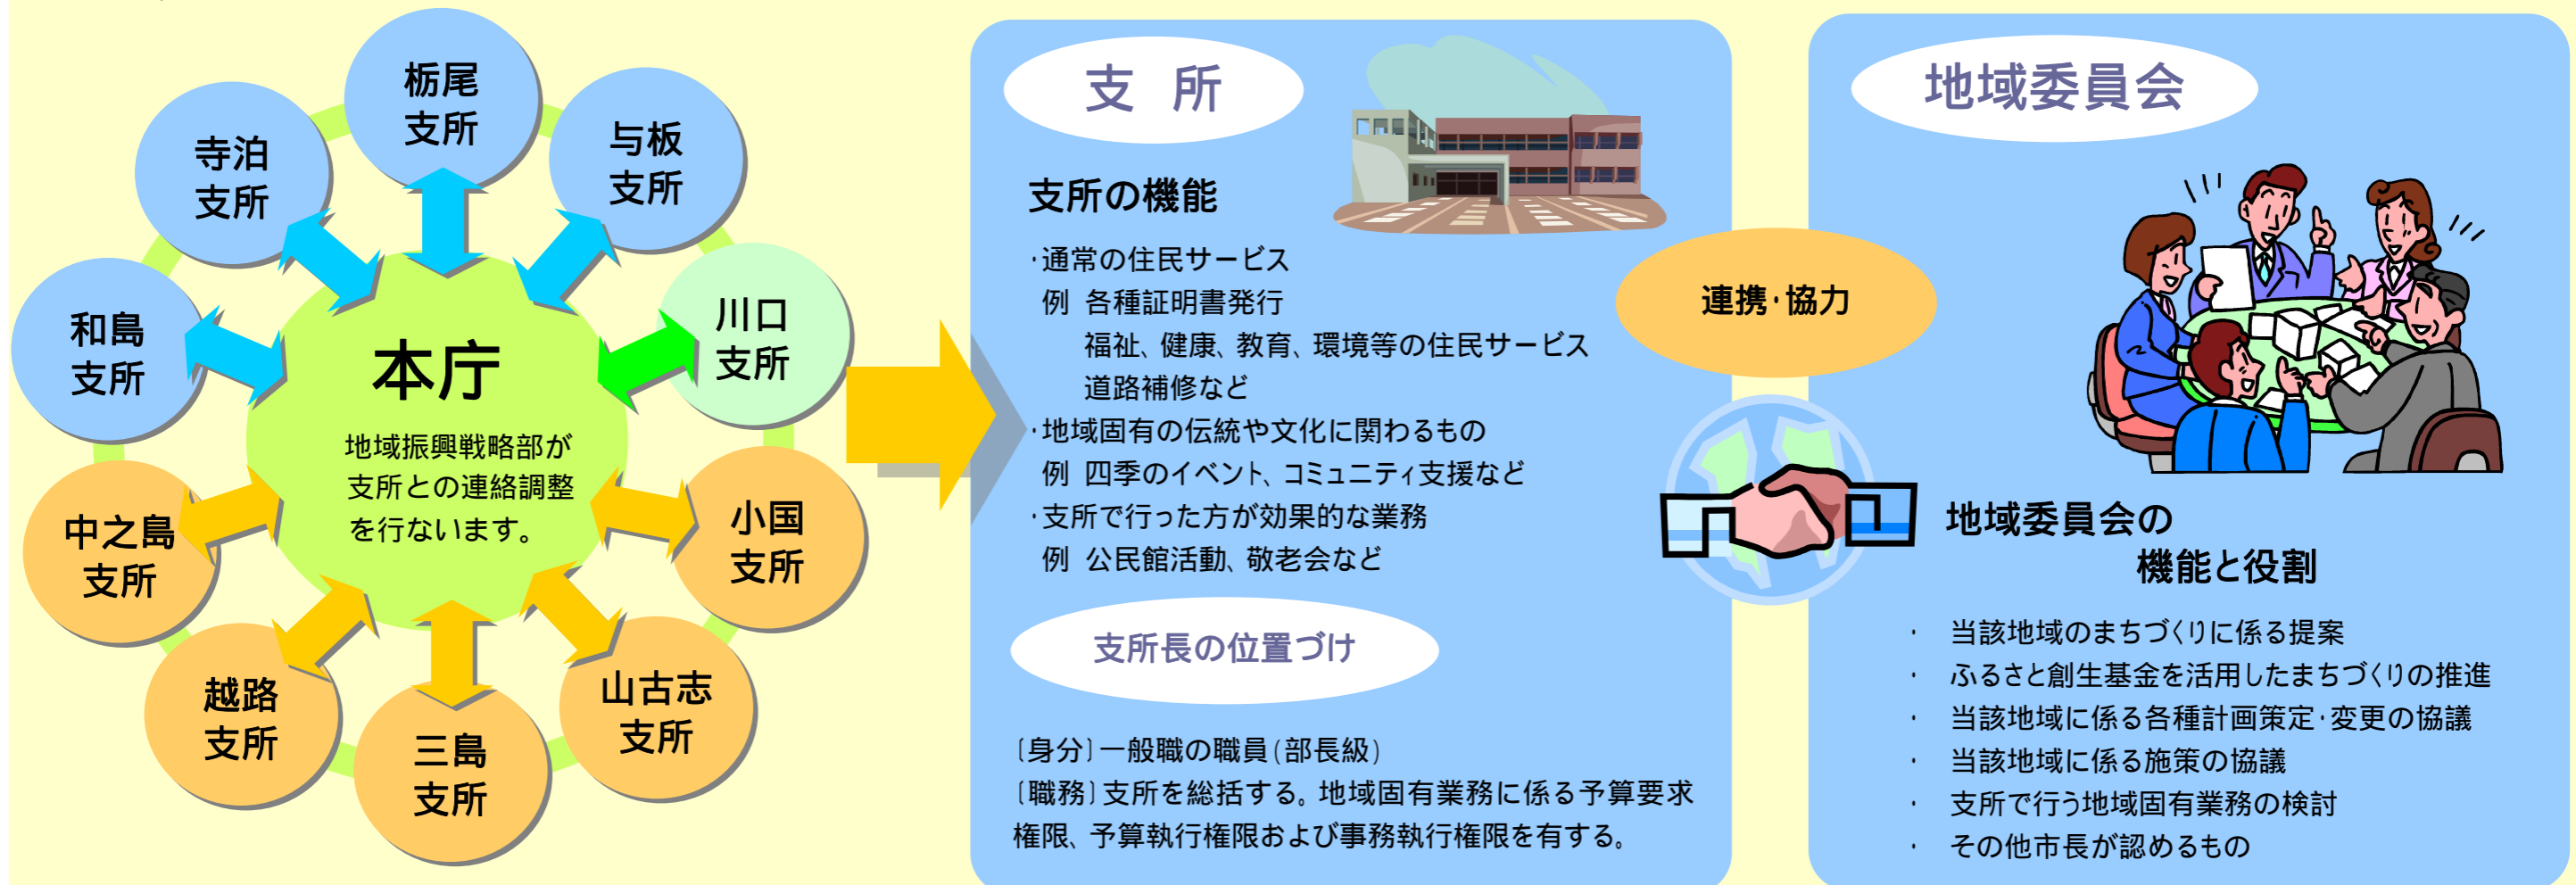 栃尾
支所
与板
支所
寺泊
支所
川口
支所
和島
支所
本庁
地域振興戦略部が
支所との連絡調整
を行ないます。
小国
支所
中之島
支所
山古志
支所
越路
支所
三島
支所
支 所
支所の機能
・通常の住民サービス
例 各種証明書発行
福祉、健康、教育、環境等の住民サービス
道路補修など
・地域固有の伝統や文化に関わるもの
例 四季のイベント、コミュニティ支援など
・支所で行った方が効果的な業務
例 公民館活動、敬老会など
支所長の位置づけ
〔身分〕一般職の職員(部長級)
〔職務〕支所を総括する。地域固有業務に係る予算要求
権限、予算執行権限および事務執行権限を有する。
連携・協力
地域委員会
地域委員会の
機能と役割
・ 当該地域のまちづくりに係る提案
・ ふるさと創生基金を活用したまちづくりの推進
・ 当該地域に係る各種計画策定・変更の協議
・ 当該地域に係る施策の協議
・ 支所で行う地域固有業務の検討
・ その他市長が認めるもの